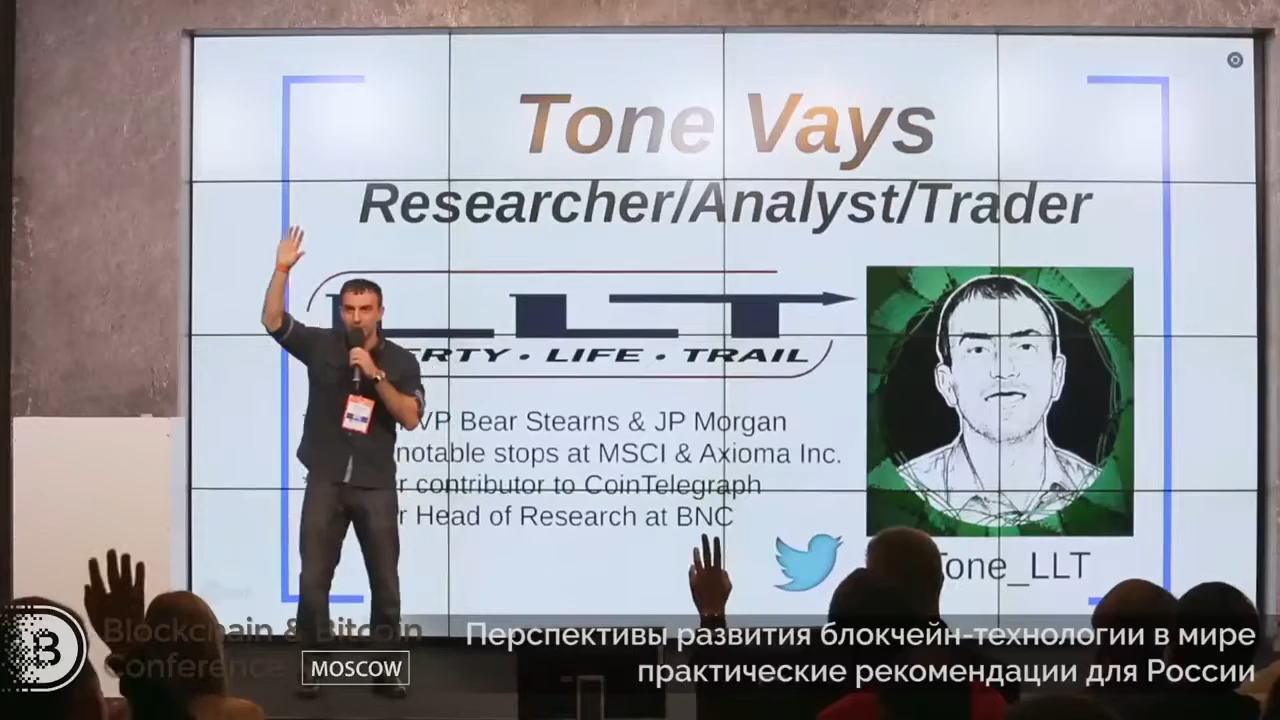 Tone Vays
Researcher/Analyst/Trader
LLT
ERTY • LIFE • TRAIL
VP Bear Stearns & JP Morgan
notable stops at MSCI & Axioma Inc.
r contributor to CoinTelegraph
r Head of Research at BNC
Tone_LLT
Blockchain & Bitcoin
Conference MOSCOW
Перспективы развития блокчейн-технологии в мире
практические рекомендации для России